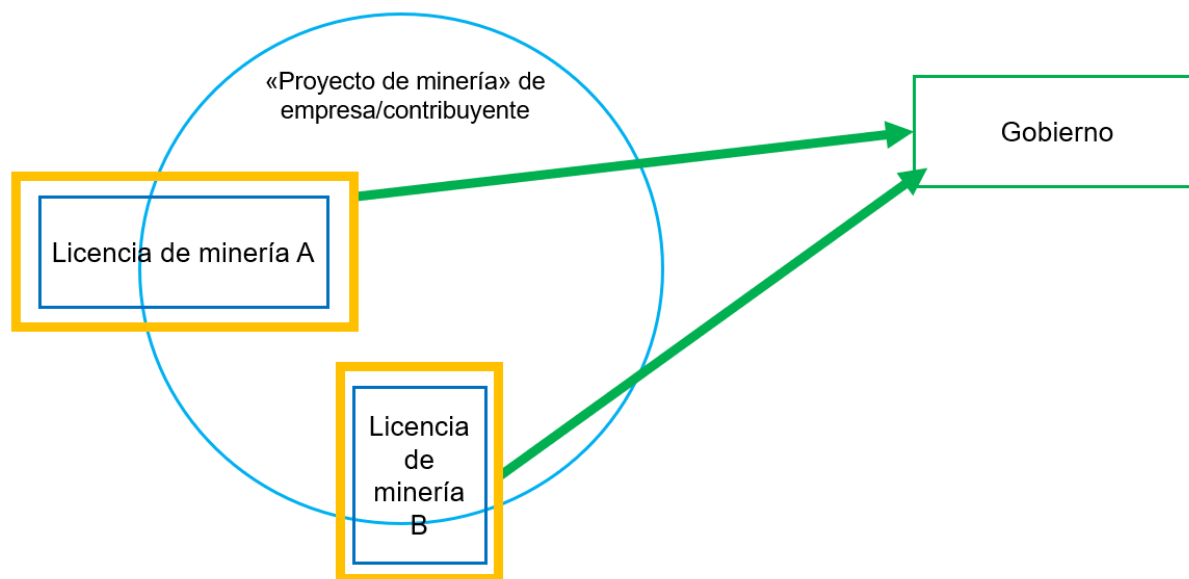 «Proyecto de minería» de
empresa/contribuyente
Gobierno
Licencia de minería A
Licencia
de
minería
B